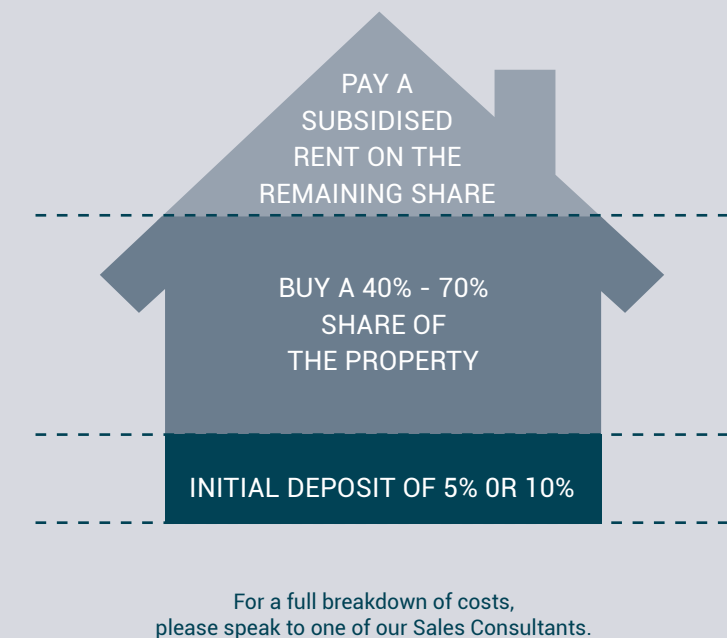 PAY A
SUBSIDISED
RENT ON THE
REMAINING SHARE
BUY A 40% - 70%
SHARE OF
THE PROPERTY
INITIAL DEPOSIT OF 5% 0R 10%
For a full breakdown of costs,
please speak to one of our Sales Consultants.